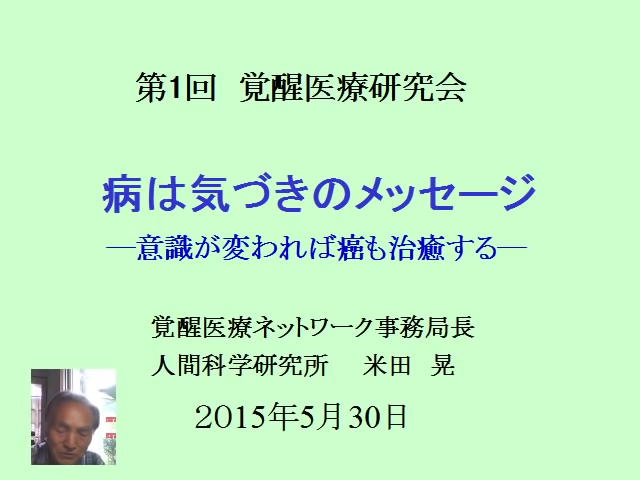 第1回　覚醒医療研究会
病は気づきのメッセージ
―意識が変われば癌も治癒する―
覚醒医療ネットワーク事務局長
人間科学研究所　米田　晃
２０１５年５月３０日